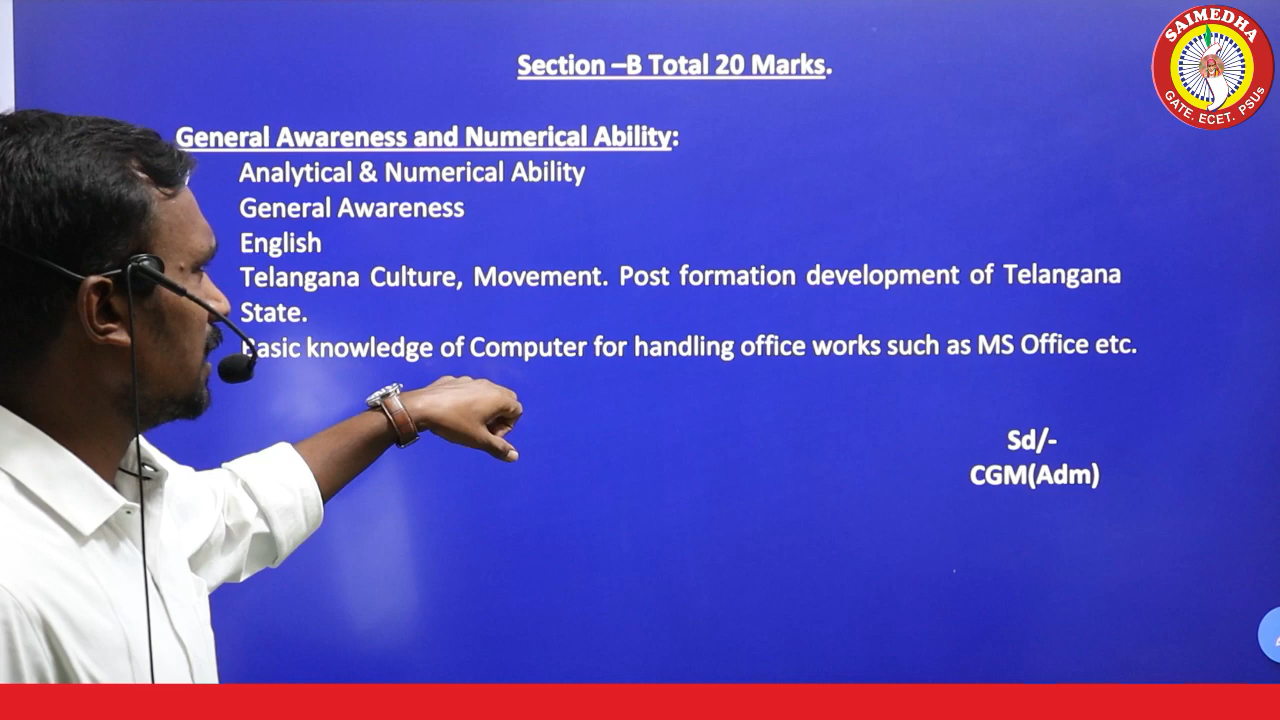 SAIMEDHA
GATE. ECET. PSUs
Section –B Total 20 Marks.
General Awareness and Numerical Ability:
Analytical & Numerical Ability
General Awareness
English
Telangana Culture, Movement. Post formation development of Telangana
State.
Basic knowledge of Computer for handling office works such as MS Office etc.
Sd/-
CGM(Adm)